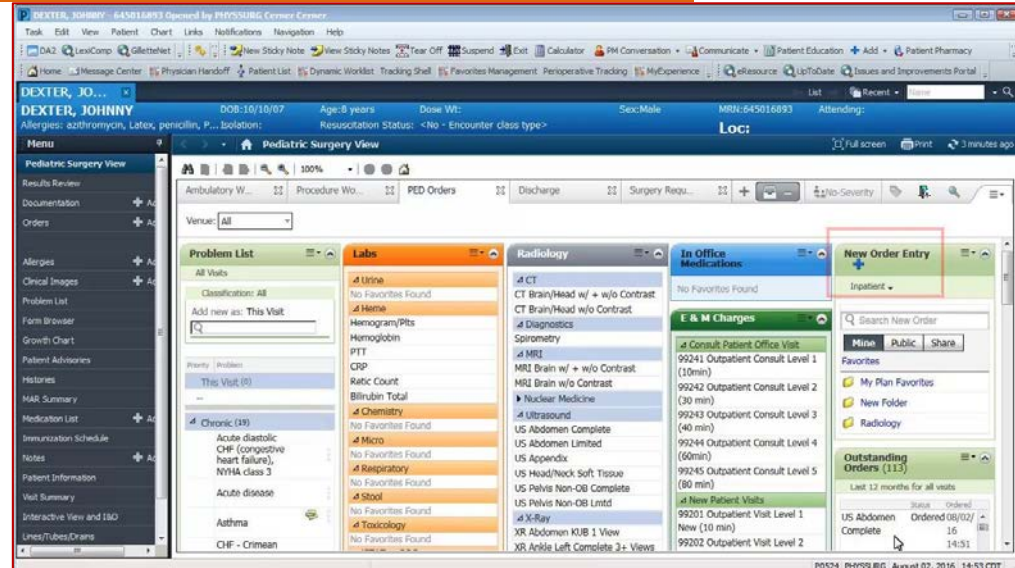 DEXTER, JOHNNY - 645016893 Opened by PHYSSURG Cerner Cerner
Task Edit View Patient Chart Links Notifications Navigation Help
DA2 LexiComp GilletteNet New Sticky Note View Sticky Notes Tear Off Suspend Exit Calculator PM Conversation Communicate Patient Education Add Patient Pharmacy
Home Message Center Physician Handoff Patient List Dynamic Worklist Tracking Shell Favorites Management Perioperative Tracking MyExperience eResource UpToDate Issues and Improvements Portal
DEXTER, JO... List Recent Name
DEXTER, JOHNNY DOB:10/10/07 Age:8 years Dose Wt: Sex:Male MRN:645016893 Attending:
Allergies: azithromycin, Latex, penicillin, P... Isolation: Resuscitation Status: <No - Encounter class type> Loc:
Menu Pediatric Surgery View Full screen Print 3 minutes ago
Pediatric Surgery View
Results Review
Documentation
Orders
Allergies
Clinical Images
Problem List
Form Browser
Growth Chart
Patient Advisories
Histories
MAR Summary
Medication List
Immunization Schedule
Notes
Patient Information
Visit Summary
Interactive View and I&O
Lines/Tubes/Drains
100%
Ambulatory W... Procedure Wo... PED Orders Discharge Surgery Requ... No-Severity
Venue: All
Problem List
All Visits
Classification: All
Add new as: This Visit
Priority Problem
This Visit (0)
--
Chronic (19)
Acute diastolic
CHF (congestive
heart failure),
NYHA class 3
Acute disease
Asthma
CHF - Crimean
Labs
Urine
No Favorites Found
Heme
Hemogram/Plts
Hemoglobin
PTT
CRP
Retic Count
Bilirubin Total
Chemistry
No Favorites Found
Micro
No Favorites Found
Respiratory
No Favorites Found
Stool
No Favorites Found
Toxicology
No Favorites Found
Radiology
CT
CT Brain/Head w/ + w/o Contrast
CT Brain/Head w/o Contrast
Diagnostics
Spirometry
MRI
MRI Brain w/ + w/o Contrast
MRI Brain w/o Contrast
Nuclear Medicine
Ultrasound
US Abdomen Complete
US Abdomen Limited
US Appendix
US Head/Neck Soft Tissue
US Pelvis Non-OB Complete
US Pelvis Non-OB Lmtd
X-Ray
XR Abdomen KUB 1 View
XR Ankle Left Complete 3+ Views
In Office
Medications
No Favorites Found
E & M Charges
Consult Patient Office Visit
99241 Outpatient Consult Level 1
(10min)
99242 Outpatient Consult Level 2
(30 min)
99243 Outpatient Consult Level 3
(40 min)
99244 Outpatient Consult Level 4
(60min)
99245 Outpatient Consult Level 5
(80 min)
New Patient Visits
99201 Outpatient Visit Level 1
New (10 min)
99202 Outpatient Visit Level 2
New Order Entry
Inpatient
Search New Order
Mine Public Share
Favorites
My Plan Favorites
New Folder
Radiology
Outstanding
Orders (113)
Last 12 months for all visits
Status Ordered
US Abdomen Ordered 08/02/
Complete 16
14:51
P0524 PHYSSURG August 02, 2016 14:53 CDT